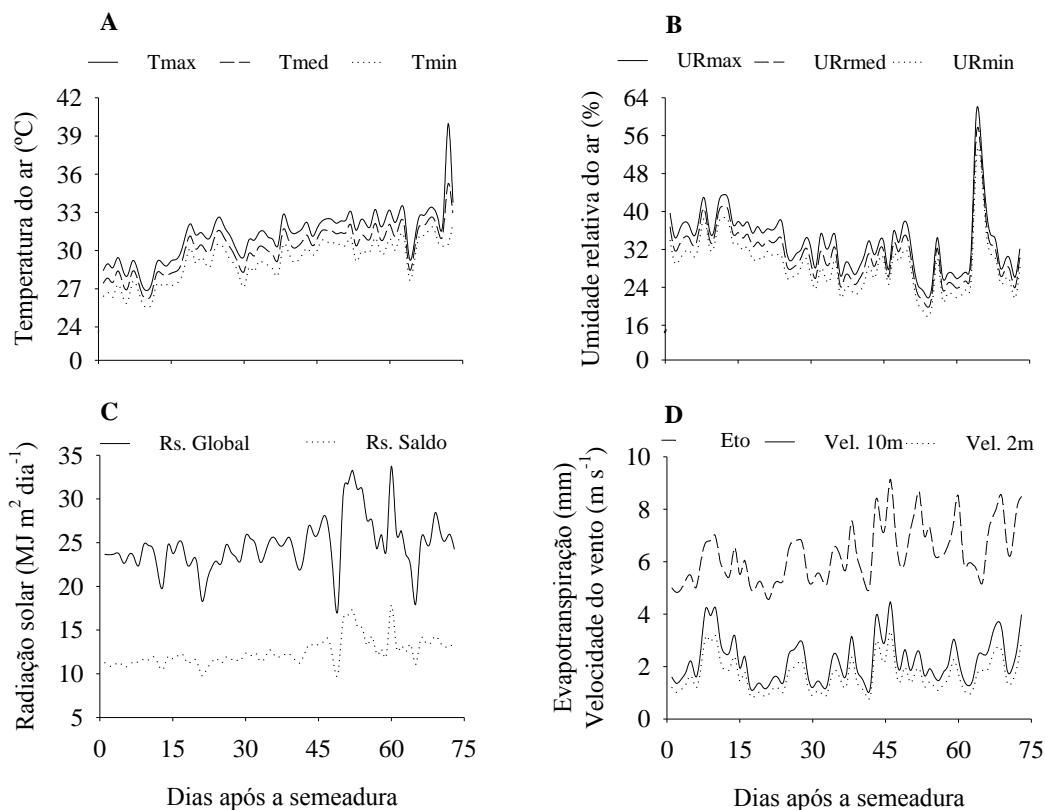 A
Tmax Tmed Tmin
42
39
36
33
30
27
24
0
Temperatura do ar (ºC)
B
URmax URrmed URmin
64
56
48
40
32
24
16
0
Umidade relativa do ar (%)
C
Rs. Global Rs. Saldo
35
30
25
20
15
10
5
0 15 30 45 60 75
Radiação solar (MJ m² dia⁻¹)
Dias após a semeadura
D
Eto Vel. 10m Vel. 2m
10
8
6
4
2
0
0 15 30 45 60 75
Evapotranspiração (mm)
Velocidade do vento (m s⁻¹)
Dias após a semeadura